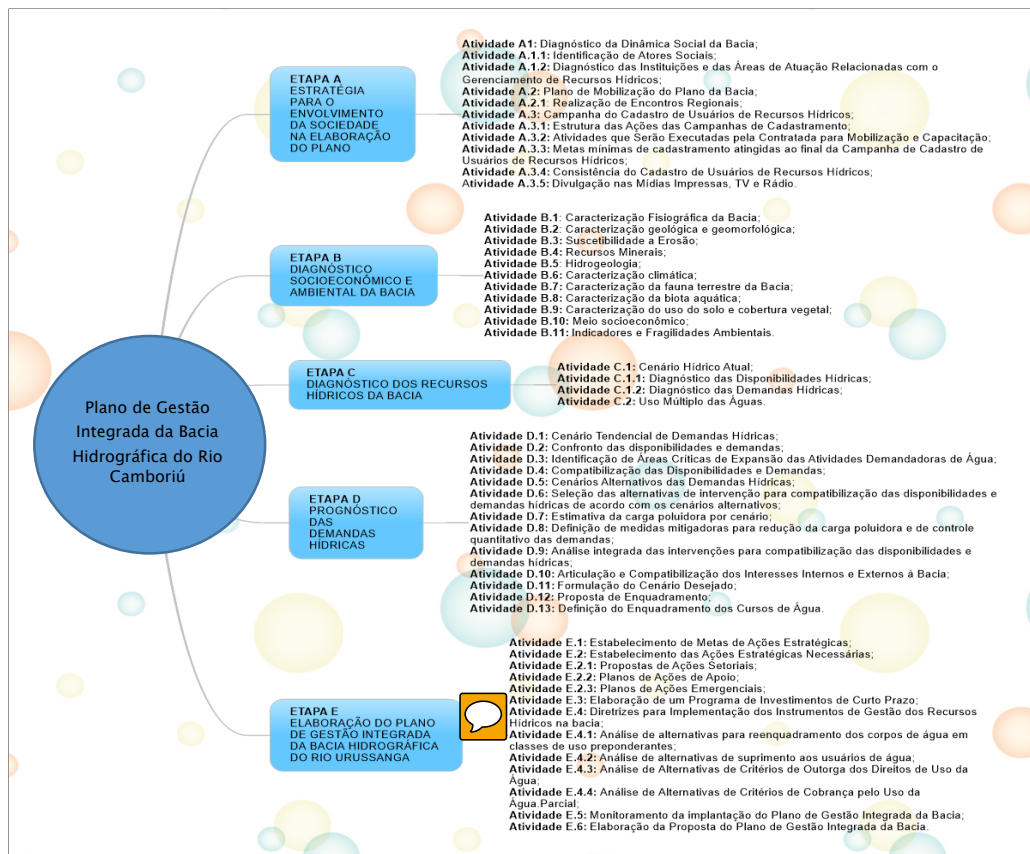 Plano de Gestão
Integrada da Bacia
Hidrográfica do Rio
Camboriú
ETAPA A
ESTRATÉGIA
PARA O
ENVOLVIMENTO
DA SOCIEDADE
NA ELABORAÇÃO
DO PLANO
Atividade A1: Diagnóstico da Dinâmica Social da Bacia;
Atividade A.1.1: Identificação de Atores Sociais;
Atividade A.1.2: Diagnóstico das Instituições e das Áreas de Atuação Relacionadas com o
Gerenciamento de Recursos Hídricos;
Atividade A.2: Plano de Mobilização do Plano da Bacia;
Atividade A.2.1: Realização de Encontros Regionais;
Atividade A.3: Campanha do Cadastro de Usuários de Recursos Hídricos;
Atividade A.3.1: Estrutura das Ações das Campanhas de Cadastramento;
Atividade A.3.2: Atividades que Serão Executadas pela Contratada para Mobilização e Capacitação;
Atividade A.3.3: Metas mínimas de cadastramento atingidas ao final da Campanha de Cadastro de
Usuários de Recursos Hídricos;
Atividade A.3.4: Consistência do Cadastro de Usuários de Recursos Hídricos;
Atividade A.3.5: Divulgação nas Mídias Impressas, TV e Rádio.
ETAPA B
DIAGNÓSTICO
SOCIOECONÔMICO E
AMBIENTAL DA BACIA
Atividade B.1: Caracterização Fisiográfica da Bacia;
Atividade B.2: Caracterização geológica e geomorfológica;
Atividade B.3: Suscetibilidade a Erosão;
Atividade B.4: Recursos Minerais;
Atividade B.5: Hidrogeologia;
Atividade B.6: Caracterização climática;
Atividade B.7: Caracterização da fauna terrestre da Bacia;
Atividade B.8: Caracterização da biota aquática;
Atividade B.9: Caracterização do uso do solo e cobertura vegetal;
Atividade B.10: Meio socioeconômico;
Atividade B.11: Indicadores e Fragilidades Ambientais.
ETAPA C
DIAGNÓSTICO DOS RECURSOS
HÍDRICOS DA BACIA
Atividade C.1: Cenário Hídrico Atual;
Atividade C.1.1: Diagnóstico das Disponibilidades Hídricas;
Atividade C.1.2: Diagnóstico das Demandas Hídricas;
Atividade C.2: Uso Múltiplo das Águas.
ETAPA D
PROGNÓSTICO
DAS
DEMANDAS
HÍDRICAS
Atividade D.1: Cenário Tendencial de Demandas Hídricas;
Atividade D.2: Confronto das disponibilidades e demandas;
Atividade D.3: Identificação de Áreas Críticas de Expansão das Atividades Demandadoras de Água;
Atividade D.4: Compatibilização das Disponibilidades e Demandas;
Atividade D.5: Cenários Alternativos das Demandas Hídricas;
Atividade D.6: Seleção das alternativas de intervenção para compatibilização das disponibilidades e
demandas hídricas de acordo com os cenários alternativos;
Atividade D.7: Estimativa da carga poluidora por cenário;
Atividade D.8: Definição de medidas mitigadoras para redução da carga poluidora e de controle
quantitativo das demandas;
Atividade D.9: Análise integrada das intervenções para compatibilização das disponibilidades e
demandas hídricas;
Atividade D.10: Articulação e Compatibilização dos Interesses Internos e Externos à Bacia;
Atividade D.11: Formulação do Cenário Desejado;
Atividade D.12: Proposta de Enquadramento;
Atividade D.13: Definição do Enquadramento dos Cursos de Água.
ETAPA E
ELABORAÇÃO DO PLANO
DE GESTÃO INTEGRADA
DA BACIA HIDROGRÁFICA
DO RIO URUSSANGA
Atividade E.1: Estabelecimento de Metas de Ações Estratégicas;
Atividade E.2: Estabelecimento das Ações Estratégicas Necessárias;
Atividade E.2.1: Propostas de Ações Setoriais;
Atividade E.2.2: Planos de Ações de Apoio;
Atividade E.2.3: Planos de Ações Emergenciais;
Atividade E.3: Elaboração de um Programa de Investimentos de Curto Prazo;
Atividade E.4: Diretrizes para Implementação dos Instrumentos de Gestão dos Recursos
Hídricos na bacia;
Atividade E.4.1: Análise de alternativas para reenquadramento dos corpos de água em
classes de uso preponderantes;
Atividade E.4.2: Análise de alternativas de suprimento aos usuários de água;
Atividade E.4.3: Análise de Alternativas de Critérios de Outorga dos Direitos de Uso da
Água;
Atividade E.4.4: Análise de Alternativas de Critérios de Cobrança pelo Uso da
Água.Parcial;
Atividade E.5: Monitoramento da implantação do Plano de Gestão Integrada da Bacia;
Atividade E.6: Elaboração da Proposta do Plano de Gestão Integrada da Bacia.